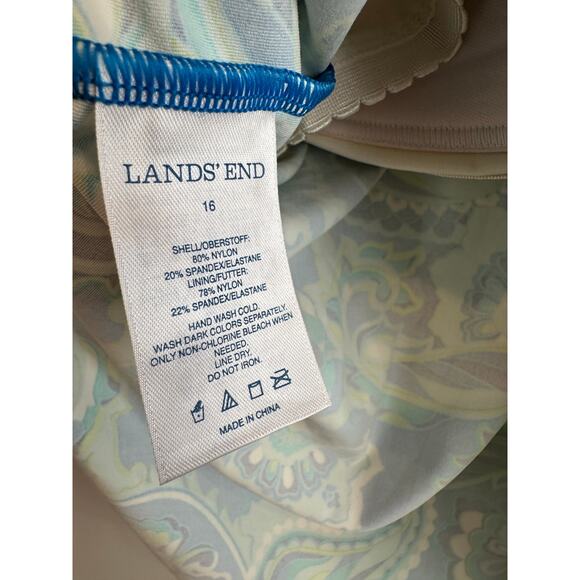 LANDS' END
16
SHELL/OBERSTOFF:
80% NYLON
20% SPANDEX/ELASTANE
LINING/FUTTER:
78% NYLON
22% SPANDEX/ELASTANE
HAND WASH COLD.
WASH DARK COLORS SEPARATELY.
ONLY NON-CHLORINE BLEACH WHEN
NEEDED.
LINE DRY.
DO NOT IRON.
MADE IN CHINA